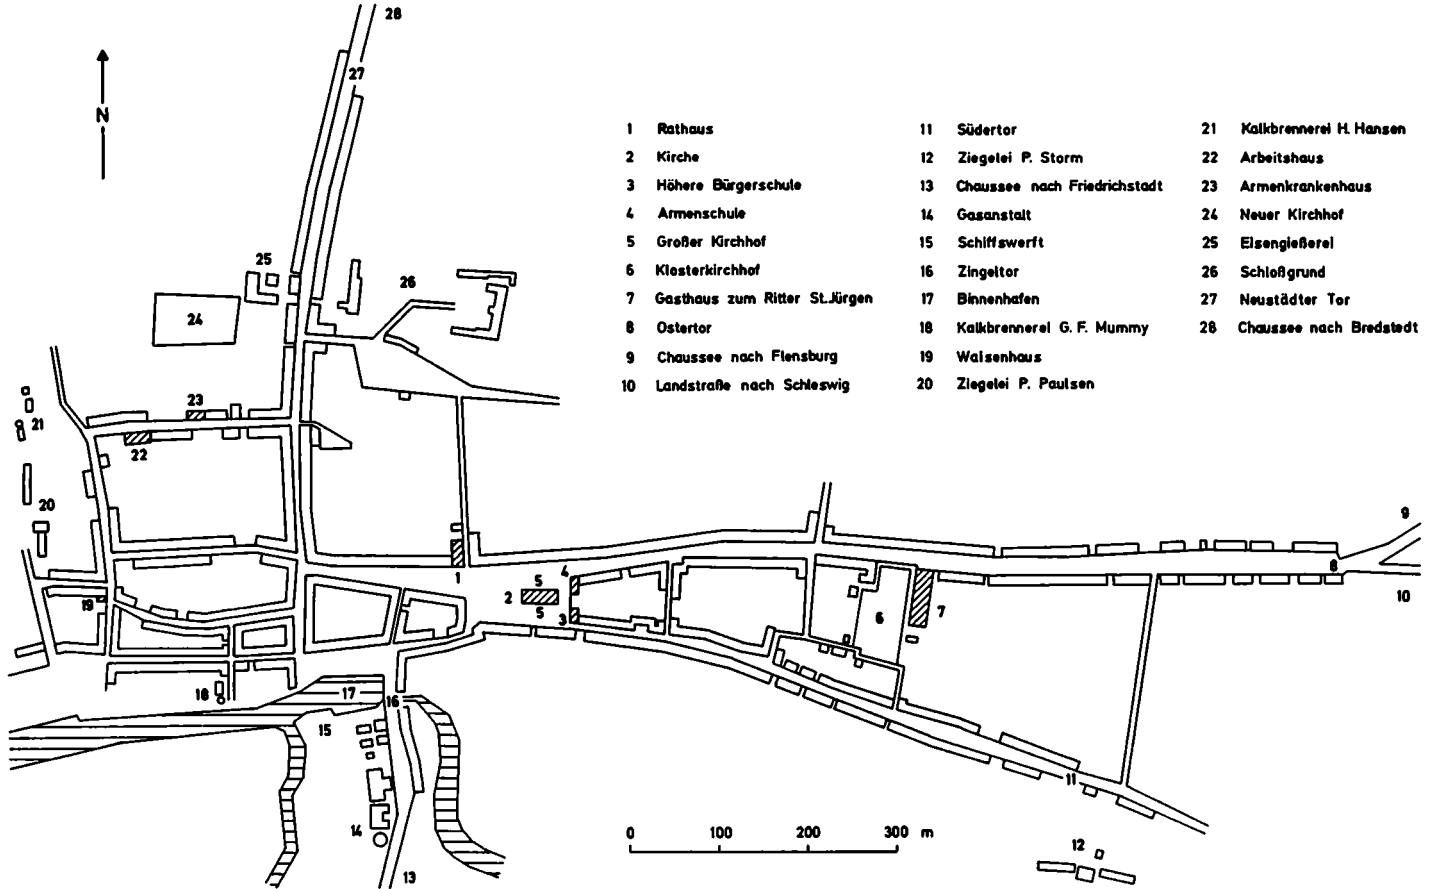 28
N
27
1 Rathaus
2 Kirche
3 Höhere Bürgerschule
4 Armenschule
5 Großer Kirchhof
6 Klosterkirchhof
7 Gasthaus zum Ritter St. Jürgen
8 Ostertor
9 Chaussee nach Flensburg
10 Landstraße nach Schleswig
11 Südertor
12 Ziegelei P. Storm
13 Chaussee nach Friedrichstadt
14 Gasanstalt
15 Schiffswerft
16 Zingeltor
17 Binnenhafen
18 Kalkbrennerei G. F. Mummy
19 Waisenhaus
20 Ziegelei P. Paulsen
21 Kalkbrennerei H. Hansen
22 Arbeitshaus
23 Armenkrankenhaus
24 Neuer Kirchhof
25 Eisengießerei
26 Schloßgrund
27 Neustädter Tor
28 Chaussee nach Bredstedt
25
26
24
23
21
22
20
9
1
4
5
8
2
5
3
19
6
7
10
18
17
16
15
11
14
12
13
0 100 200 300 m